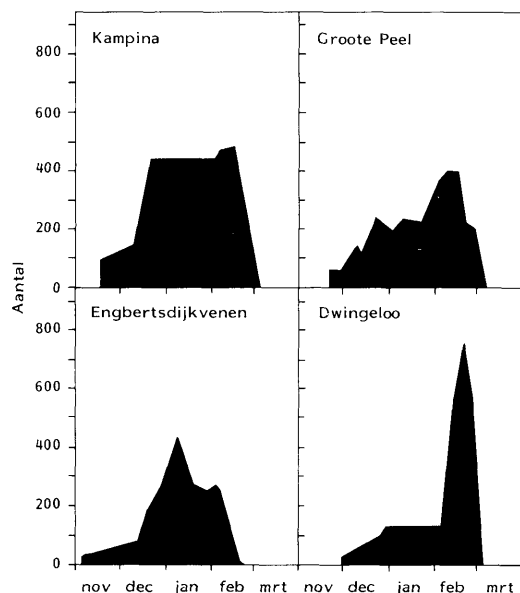 Kampina
Groote Peel
800
600
400
200
0
Aantal
Engbertsdijkvenen
Dwingeloo
800
600
400
200
0
nov dec jan feb mrt
nov dec jan feb mrt